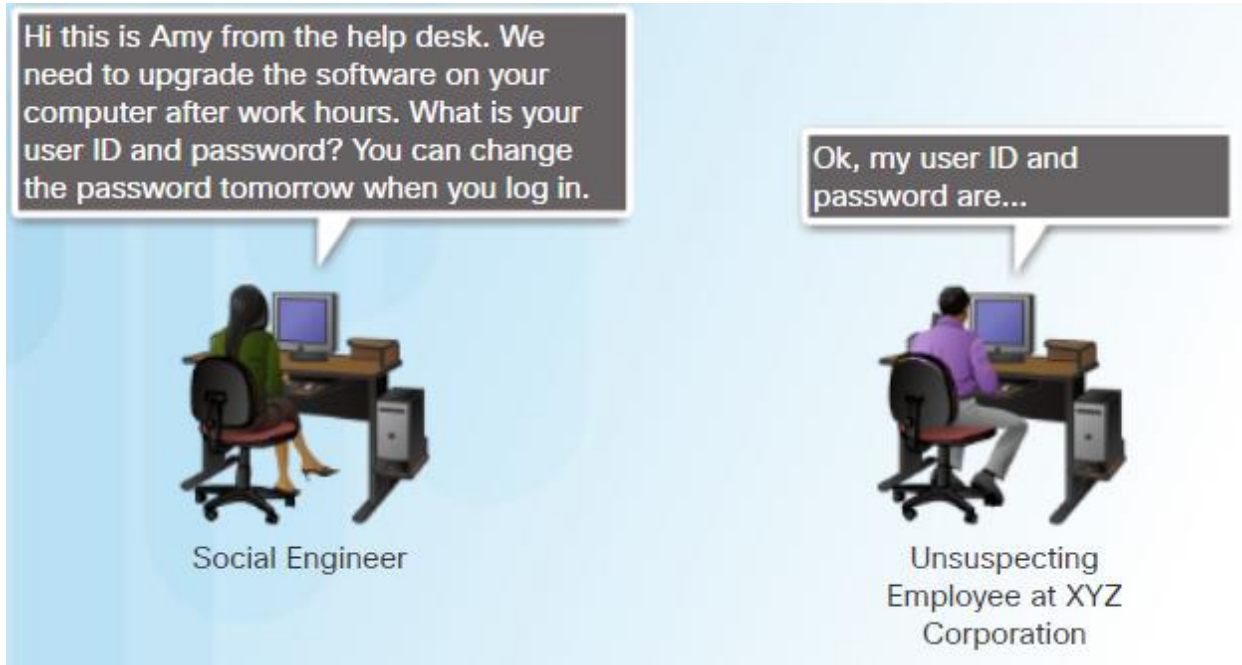 Hi this is Amy from the help desk. We
need to upgrade the software on your
computer after work hours. What is your
user ID and password? You can change
the password tomorrow when you log in.
Ok, my user ID and
password are...
Social Engineer
Unsuspecting
Employee at XYZ
Corporation